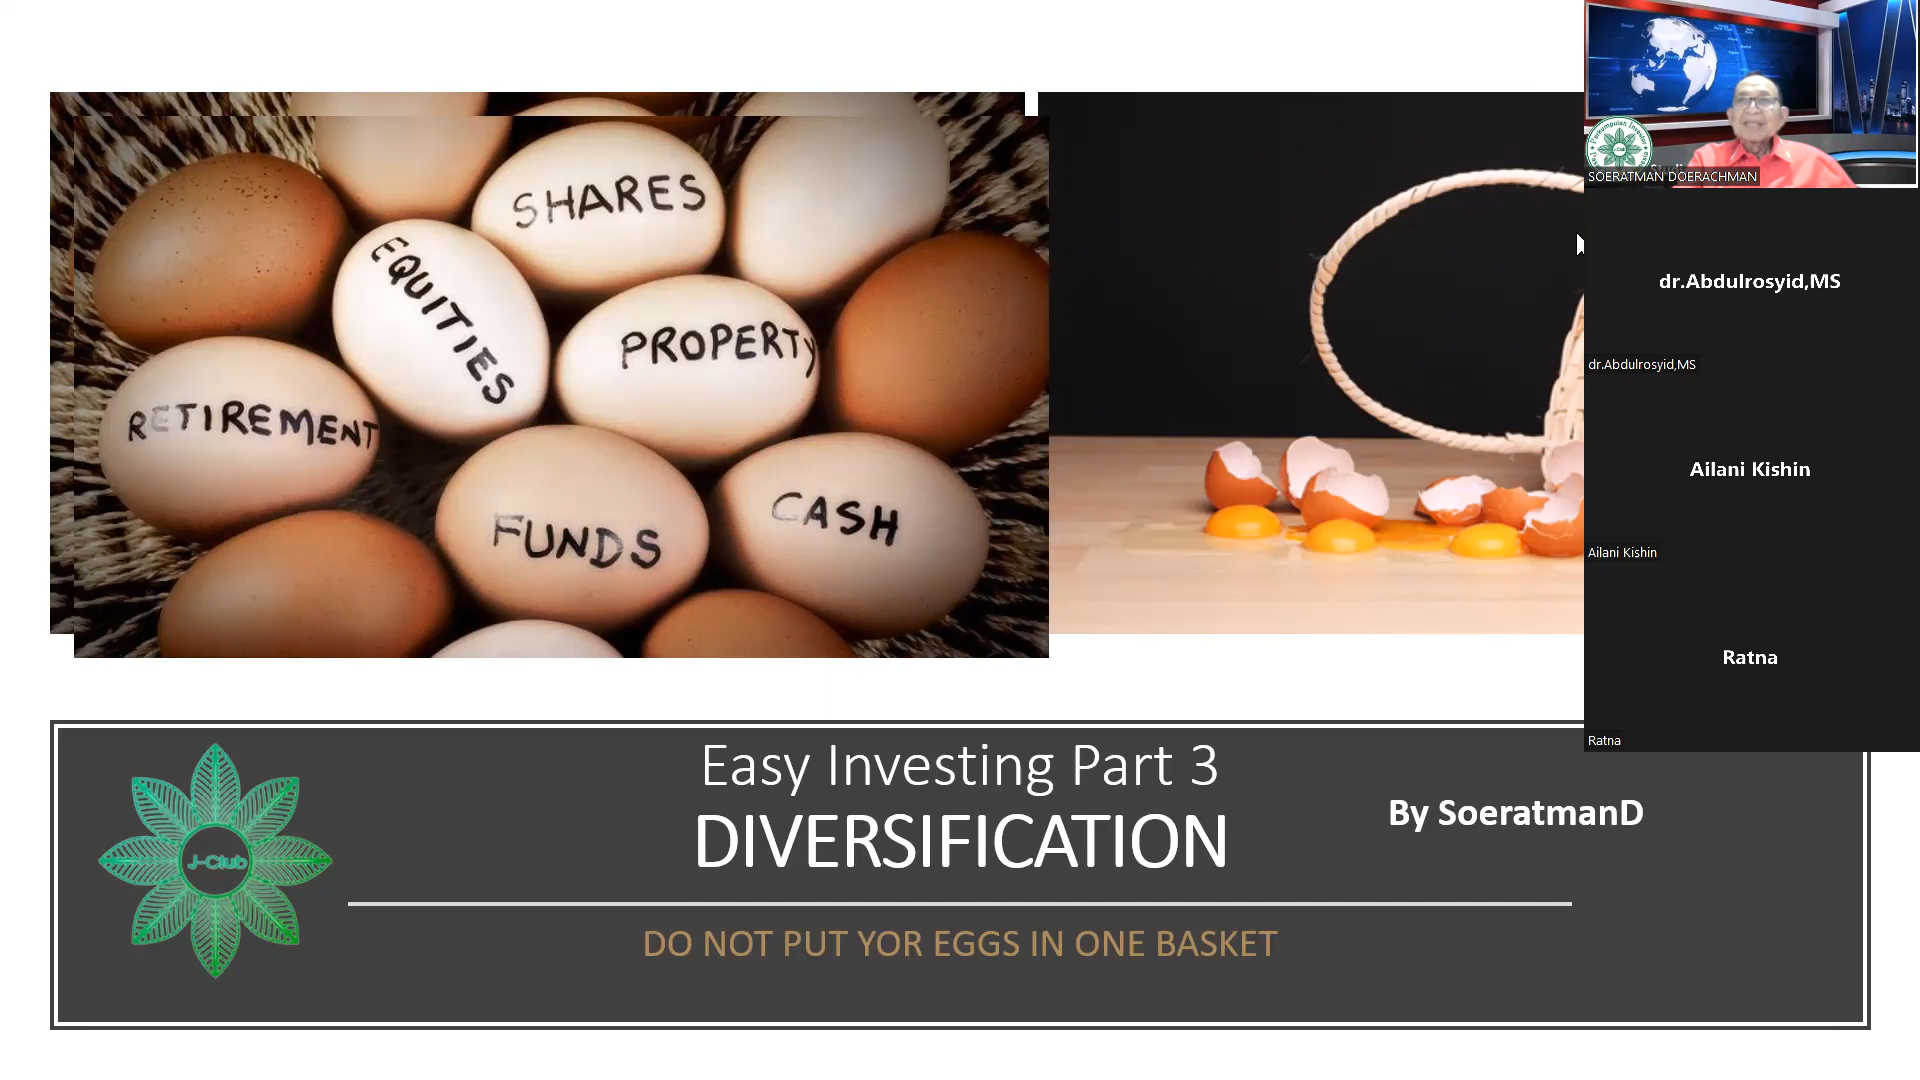 SHARES
EQUITIES
PROPERTY
RETIREMENT
FUNDS
CASH
SOERATMAN DOERACHMAN
dr.Abdulrosyid,MS
dr.Abdulrosyid,MS
Ailani Kishin
Ailani Kishin
Ratna
Ratna
Easy Investing Part 3
DIVERSIFICATION
By SoeratmanD
J-Club
DO NOT PUT YOR EGGS IN ONE BASKET